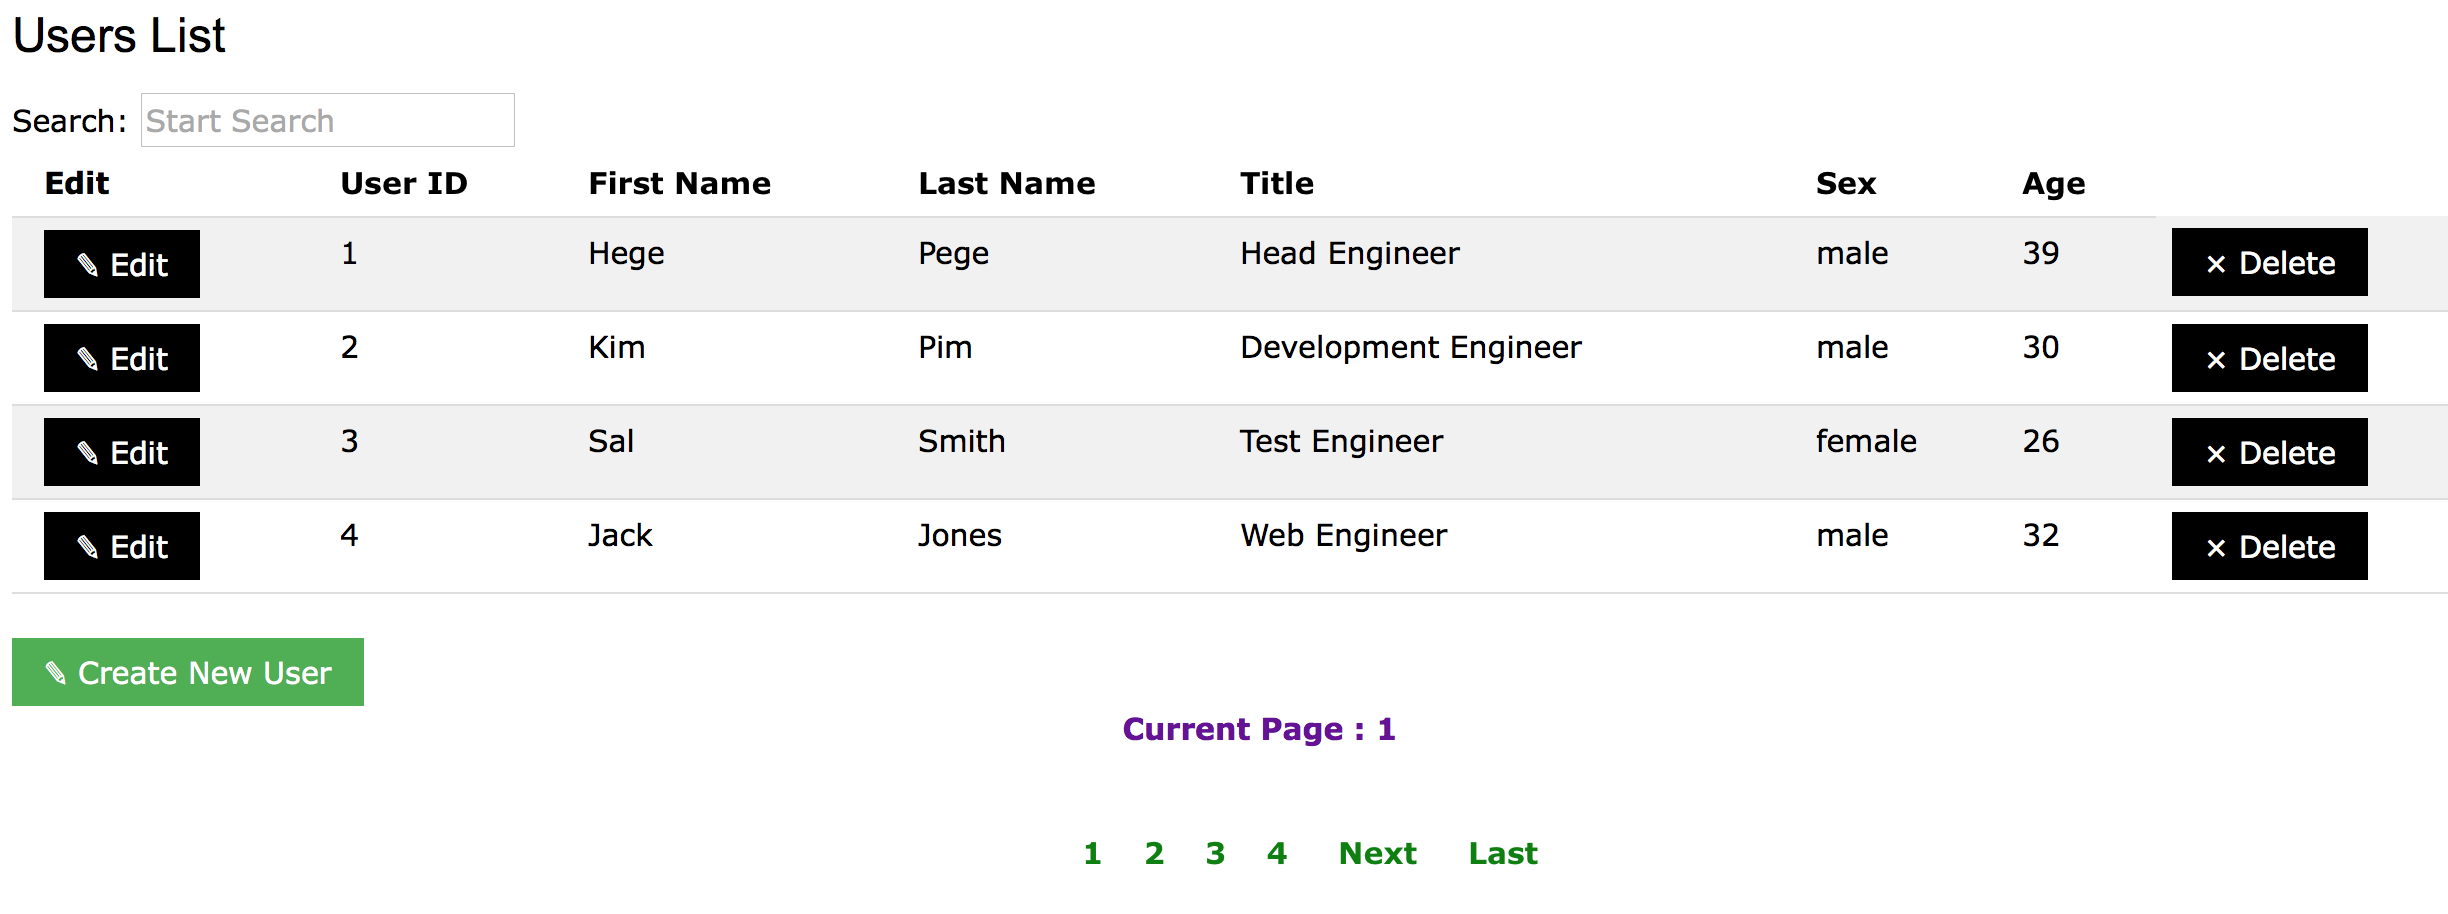 Users List
Search: Start Search
Edit User ID First Name Last Name Title Sex Age
✎ Edit 1 Hege Pege Head Engineer male 39 × Delete
✎ Edit 2 Kim Pim Development Engineer male 30 × Delete
✎ Edit 3 Sal Smith Test Engineer female 26 × Delete
✎ Edit 4 Jack Jones Web Engineer male 32 × Delete
✎ Create New User
Current Page : 1
1 2 3 4 Next Last